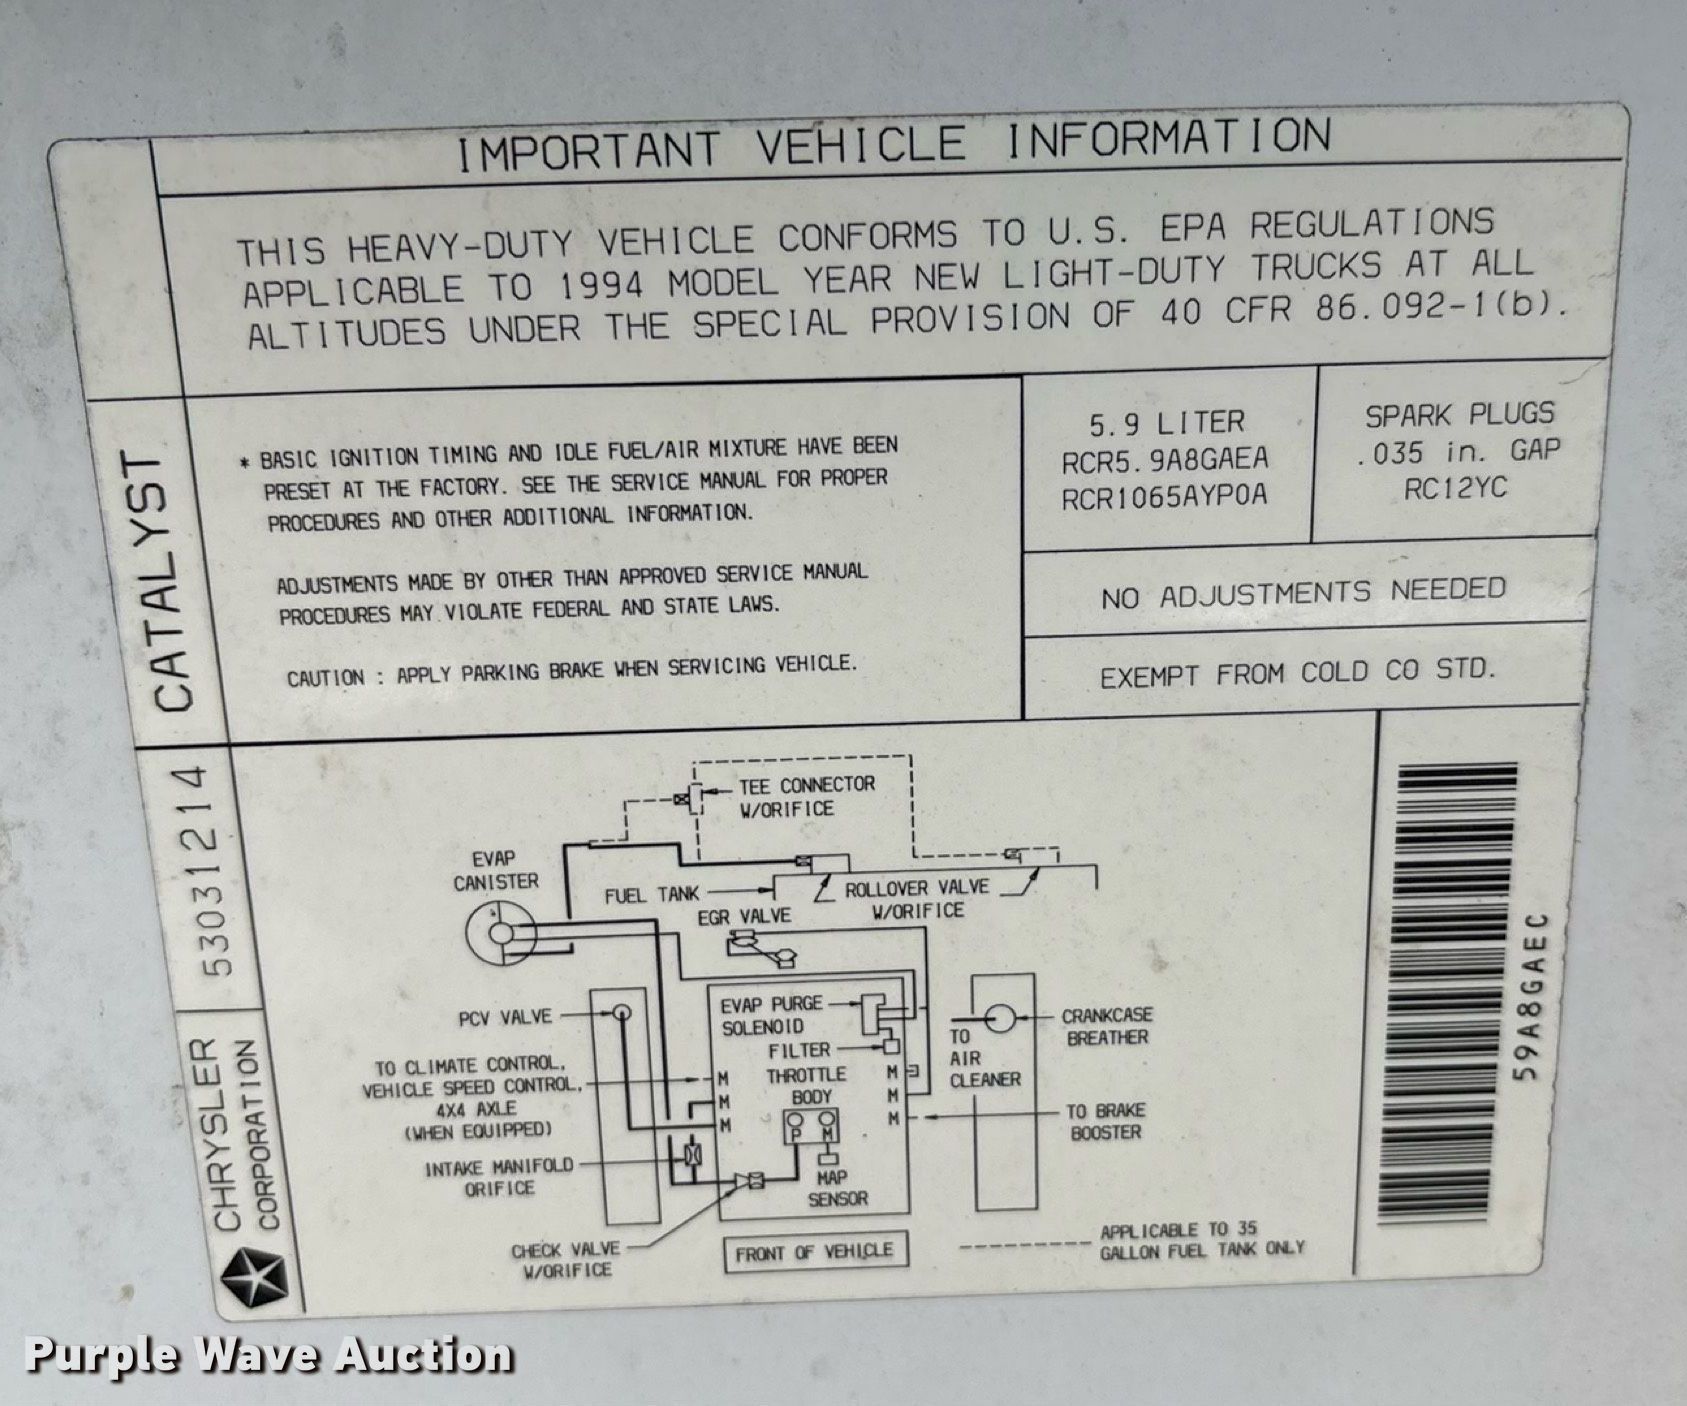 IMPORTANT VEHICLE INFORMATION
THIS HEAVY-DUTY VEHICLE CONFORMS TO U.S. EPA REGULATIONS
APPLICABLE TO 1994 MODEL YEAR NEW LIGHT-DUTY TRUCKS AT ALL
ALTITUDES UNDER THE SPECIAL PROVISION OF 40 CFR 86.092-1(b).
CATALYST
* BASIC IGNITION TIMING AND IDLE FUEL/AIR MIXTURE HAVE BEEN
PRESET AT THE FACTORY. SEE THE SERVICE MANUAL FOR PROPER
PROCEDURES AND OTHER ADDITIONAL INFORMATION.
ADJUSTMENTS MADE BY OTHER THAN APPROVED SERVICE MANUAL
PROCEDURES MAY VIOLATE FEDERAL AND STATE LAWS.
CAUTION : APPLY PARKING BRAKE WHEN SERVICING VEHICLE.
5.9 LITER
RCR5.9A8GAEA
RCR1065AYP0A
SPARK PLUGS
.035 in. GAP
RC12YC
NO ADJUSTMENTS NEEDED
EXEMPT FROM COLD CO STD.
53031214
CHRYSLER
CORPORATION
TEE CONNECTOR
W/ORIFICE
EVAP
CANISTER
FUEL TANK
ROLLOVER VALVE
W/ORIFICE
EGR VALVE
PCV VALVE
EVAP PURGE
SOLENOID
FILTER
THROTTLE
BODY
TO CLIMATE CONTROL,
VEHICLE SPEED CONTROL,
4X4 AXLE
(WHEN EQUIPPED)
M
M
M
M
M
M
P M
MAP
SENSOR
INTAKE MANIFOLD
ORIFICE
CHECK VALVE
W/ORIFICE
TO
AIR
CLEANER
CRANKCASE
BREATHER
TO BRAKE
BOOSTER
FRONT OF VEHICLE
APPLICABLE TO 35
GALLON FUEL TANK ONLY
59A8GAEC
Purple Wave Auction